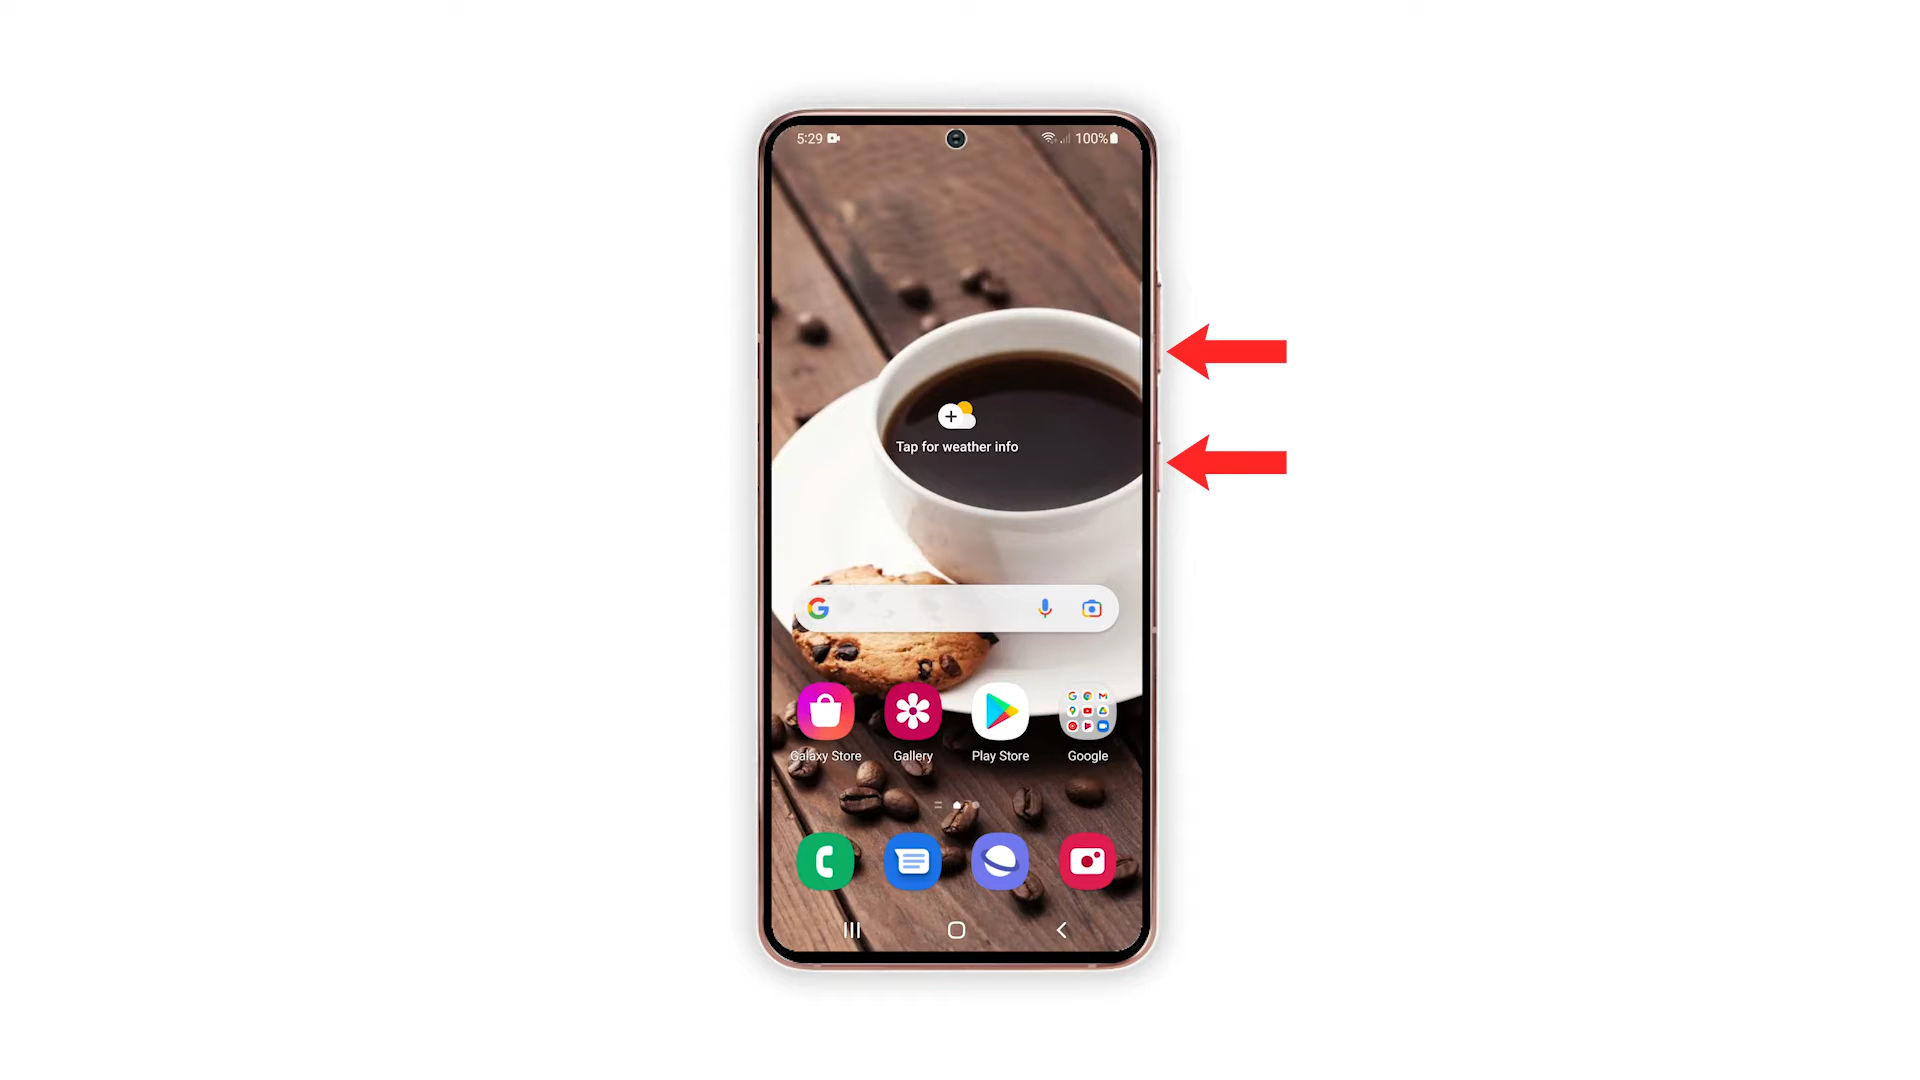 5:29
100%
Tap for weather info
Galaxy Store
Gallery
Play Store
Google